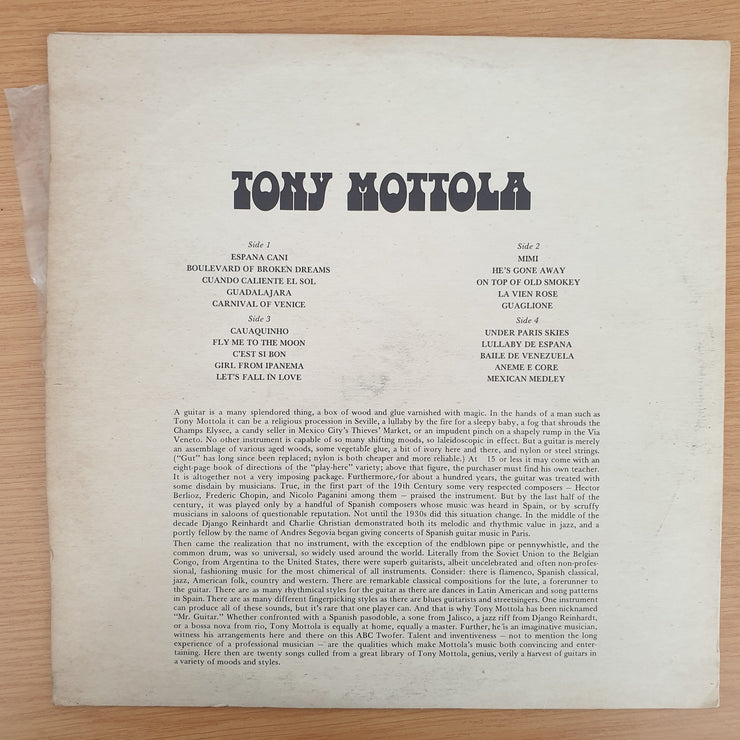 TONY MOTTOLA
Side 1
ESPANA CANI
BOULEVARD OF BROKEN DREAMS
CUANDO CALIENTE EL SOL
GUADALAJARA
CARNIVAL OF VENICE
Side 2
MIMI
HE'S GONE AWAY
ON TOP OF OLD SMOKEY
LA VIEN ROSE
GUAGLIONE
Side 3
CAUAQUINHO
FLY ME TO THE MOON
C'EST SI BON
GIRL FROM IPANEMA
LET'S FALL IN LOVE
Side 4
UNDER PARIS SKIES
LULLABY DE ESPANA
BAILE DE VENEZUELA
ANEME E CORE
MEXICAN MEDLEY
A guitar is a many splendored thing, a box of wood and glue varnished with magic. In the hands of a man such as
Tony Mottola it can be a religious procession in Seville, a lullaby by the fire for a sleepy baby, a fog that shrouds the
Champs Elysee, a candy seller in Mexico City's Thieves' Market, or an impudent pinch on a shapely rump in the Via
Veneto. No other instrument is capable of so many shifting moods, so laleidoscopic in effect. But a guitar is merely
an assemblage of various aged woods, some vegetable glue, a bit of ivory here and there, and nylon or steel strings.
("Gut" has long since been replaced; nylon is both cheaper and more reliable.) At 15 or less it may come with an
eight-page book of directions of the "play-here" variety; above that figure, the purchaser must find his own teacher.
It is altogether not a very imposing package. Furthermore, for about a hundred years, the guitar was treated with
some disdain by musicians. True, in the first part of the 19th Century some very respected composers — Hector
Berlioz, Frederic Chopin, and Nicolo Paganini among them — praised the instrument. But by the last half of the
century, it was played only by a handful of Spanish composers whose music was heard in Spain, or by scruffy
musicians in saloons of questionable reputation. Not until the 1930s did this situation change. In the middle of the
decade Django Reinhardt and Charlie Christian demonstrated both its melodic and rhythmic value in jazz, and a
portly fellow by the name of Andres Segovia began giving concerts of Spanish guitar music in Paris.
Then came the realization that no instrument, with the exception of the endblown pipe or pennywhistle, and the
common drum, was so universal, so widely used around the world. Literally from the Soviet Union to the Belgian
Congo, from Argentina to the United States, there were superb guitarists, albeit uncelebrated and often non-profes-
sional, fashioning music for the most chimerical of all instruments. Consider: there is flamenco, Spanish classical,
jazz, American folk, country and western. There are remarkable classical compositions for the lute, a forerunner to
the guitar. There are as many rhythmical styles for the guitar as there are dances in Latin American and song patterns
in Spain. There are as many different fingerpicking styles as there are blues guitarists and streetsingers. One instrument
can produce all of these sounds, but it's rare that one player can. And that is why Tony Mottola has been nicknamed
"Mr. Guitar." Whether confronted with a Spanish pasodoble, a sone from Jalisco, a jazz riff from Django Reinhardt,
or a bossa nova from rio, Tony Mottola is equally at home, equally a master. Further, he is an imaginative musician,
witness his arrangements here and there on this ABC Twofer. Talent and inventiveness — not to mention the long
experience of a professional musician — are the qualities which make Mottola's music both convincing and enter-
taining. Here then are twenty songs culled from a great library of Tony Mottola, genius, verily a harvest of guitars in
a variety of moods and styles.